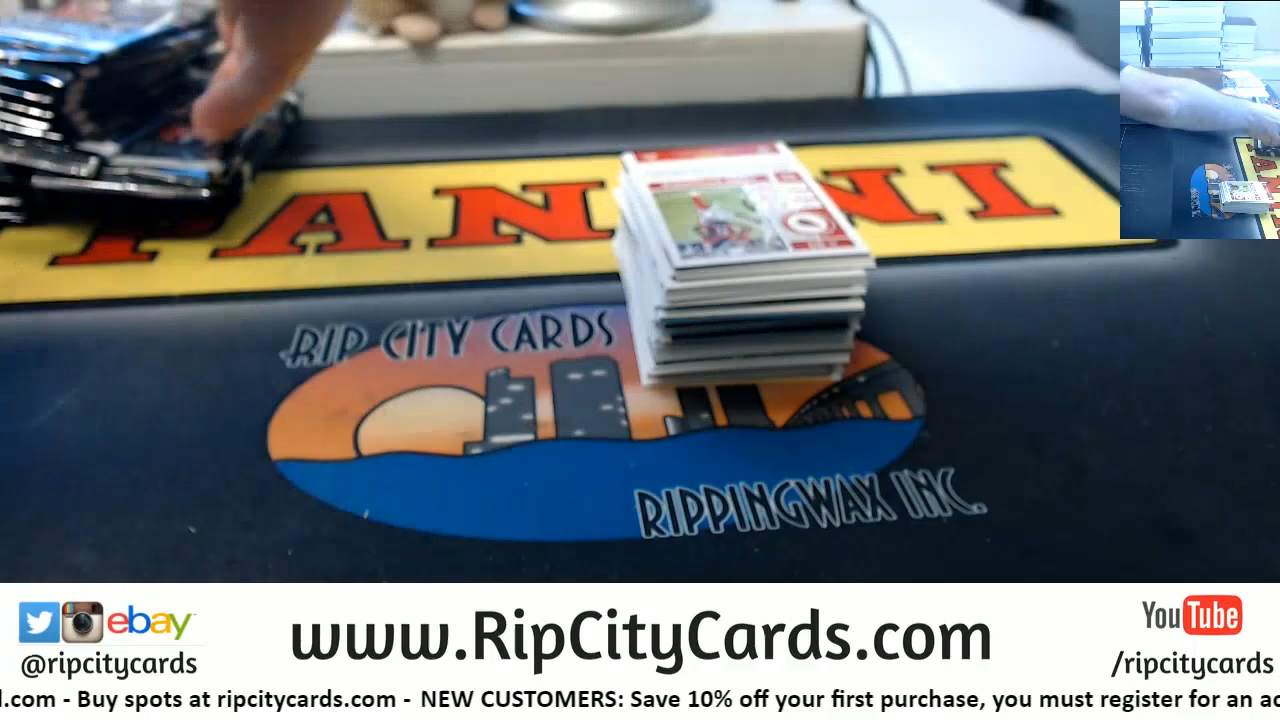 PANINI
RIP CITY CARDS
RIPPINGWAX INC.
ebay
@ripcitycards
www.RipCityCards.com
YouTube
/ripcitycards
l.com - Buy spots at ripcitycards.com - NEW CUSTOMERS: Save 10% off your first purchase, you must register for an ac